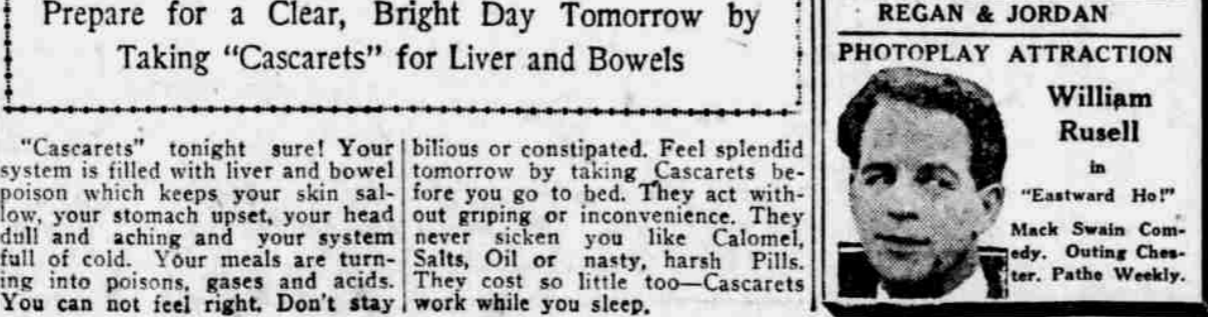 Prepare for a Clear, Bright Day Tomorrow by
Taking "Cascarets" for Liver and Bowels
"Cascarets" tonight sure! Your
system is filled with liver and bowel
poison which keeps your skin sal-
low, your stomach upset, your head
dull and aching and your system
full of cold. Your meals are turn-
ing into poisons, gases and acids.
You can not feel right. Don't stay
bilious or constipated. Feel splendid
tomorrow by taking Cascarets be-
fore you go to bed. They act with-
out griping or inconvenience. They
never sicken you like Calomel,
Salts, Oil or nasty, harsh Pills.
They cost so little too—Cascarets
work while you sleep.
REGAN & JORDAN
PHOTOPLAY ATTRACTION
William
Rusell
in
"Eastward Ho!"
Mack Swain Com-
edy. Outing Ches-
ter. Pathe Weekly.